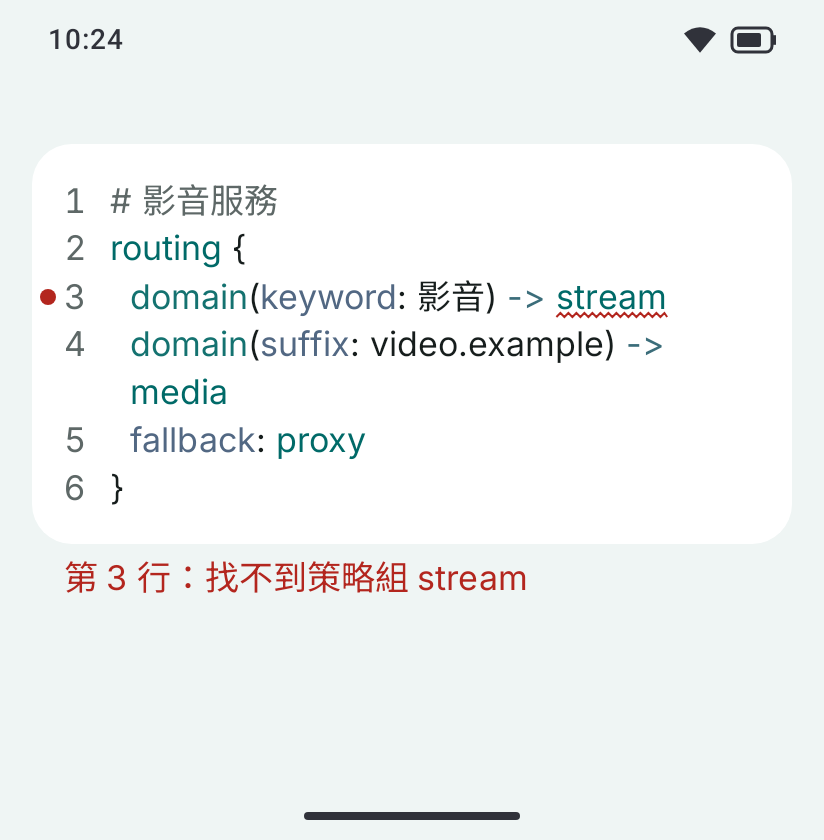 10:24
1 # 影音服務
2 routing {
3 domain(keyword: 影音) -> stream
4 domain(suffix: video.example) ->
media
5 fallback: proxy
6 }
第 3 行：找不到策略組 stream